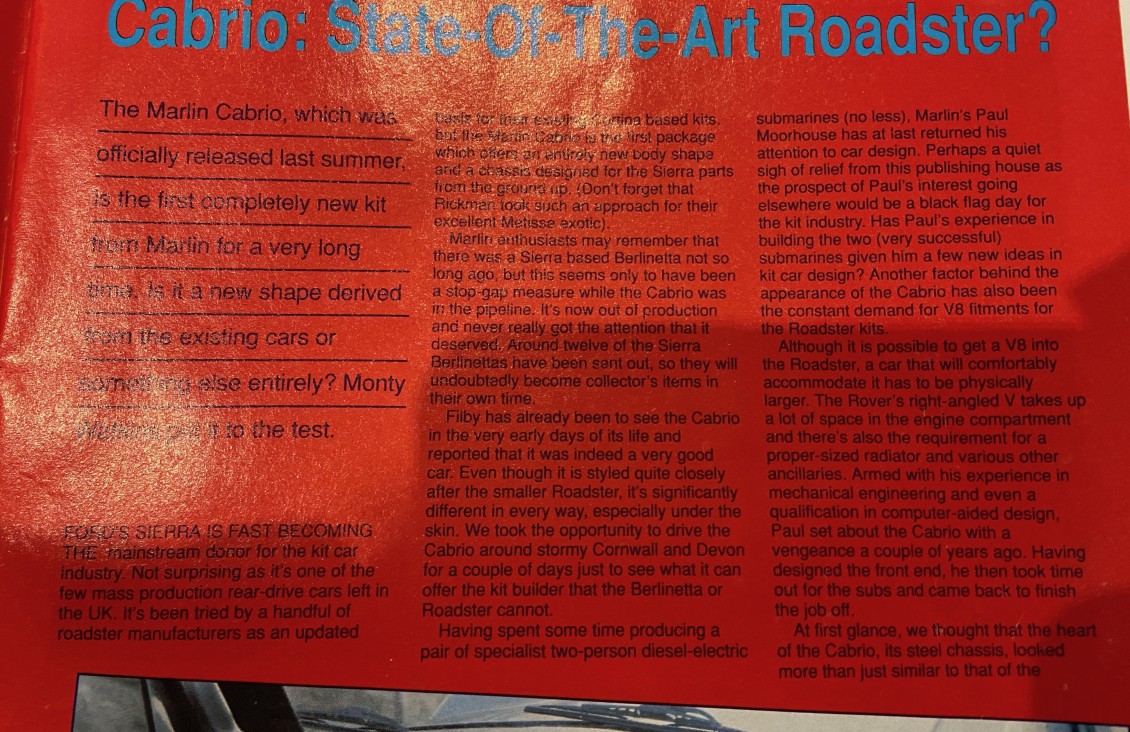 Cabrio: State-Of-The-Art Roadster?
The Marlin Cabrio, which was
officially released last summer,
is the first completely new kit
from Marlin for a very long
time. Is it a new shape derived
from the existing cars or
something else entirely? Monty
Watkins put it to the test.
FORD'S SIERRA IS FAST BECOMING
THE mainstream donor for the kit car
industry. Not surprising as it's one of the
few mass production rear-drive cars left in
the UK. It's been tried by a handful of
roadster manufacturers as an updated
basis for their existing Cortina based kits,
but the Marlin Cabrio is the first package
which offers an entirely new body shape
and a chassis designed for the Sierra parts
from the ground up. (Don't forget that
Rickman took such an approach for their
excellent Metisse exotic).
Marlin enthusiasts may remember that
there was a Sierra based Berlinetta not so
long ago, but this seems only to have been
a stop-gap measure while the Cabrio was
in the pipeline. It's now out of production
and never really got the attention that it
deserved. Around twelve of the Sierra
Berlinettas have been sent out, so they will
undoubtedly become collector's items in
their own time.
Filby has already been to see the Cabrio
in the very early days of its life and
reported that it was indeed a very good
car. Even though it is styled quite closely
after the smaller Roadster, it's significantly
different in every way, especially under the
skin. We took the opportunity to drive the
Cabrio around stormy Cornwall and Devon
for a couple of days just to see what it can
offer the kit builder that the Berlinetta or
Roadster cannot.
Having spent some time producing a
pair of specialist two-person diesel-electric
submarines (no less), Marlin's Paul
Moorhouse has at last returned his
attention to car design. Perhaps a quiet
sigh of relief from this publishing house as
the prospect of Paul's interest going
elsewhere would be a black flag day for
the kit industry. Has Paul's experience in
building the two (very successful)
submarines given him a few new ideas in
kit car design? Another factor behind the
appearance of the Cabrio has also been
the constant demand for V8 fitments for
the Roadster kits.
Although it is possible to get a V8 into
the Roadster, a car that will comfortably
accommodate it has to be physically
larger. The Rover's right-angled V takes up
a lot of space in the engine compartment
and there's also the requirement for a
proper-sized radiator and various other
ancillaries. Armed with his experience in
mechanical engineering and even a
qualification in computer-aided design,
Paul set about the Cabrio with a
vengeance a couple of years ago. Having
designed the front end, he then took time
out for the subs and came back to finish
the job off.
At first glance, we thought that the heart
of the Cabrio, its steel chassis, looked
more than just similar to that of the